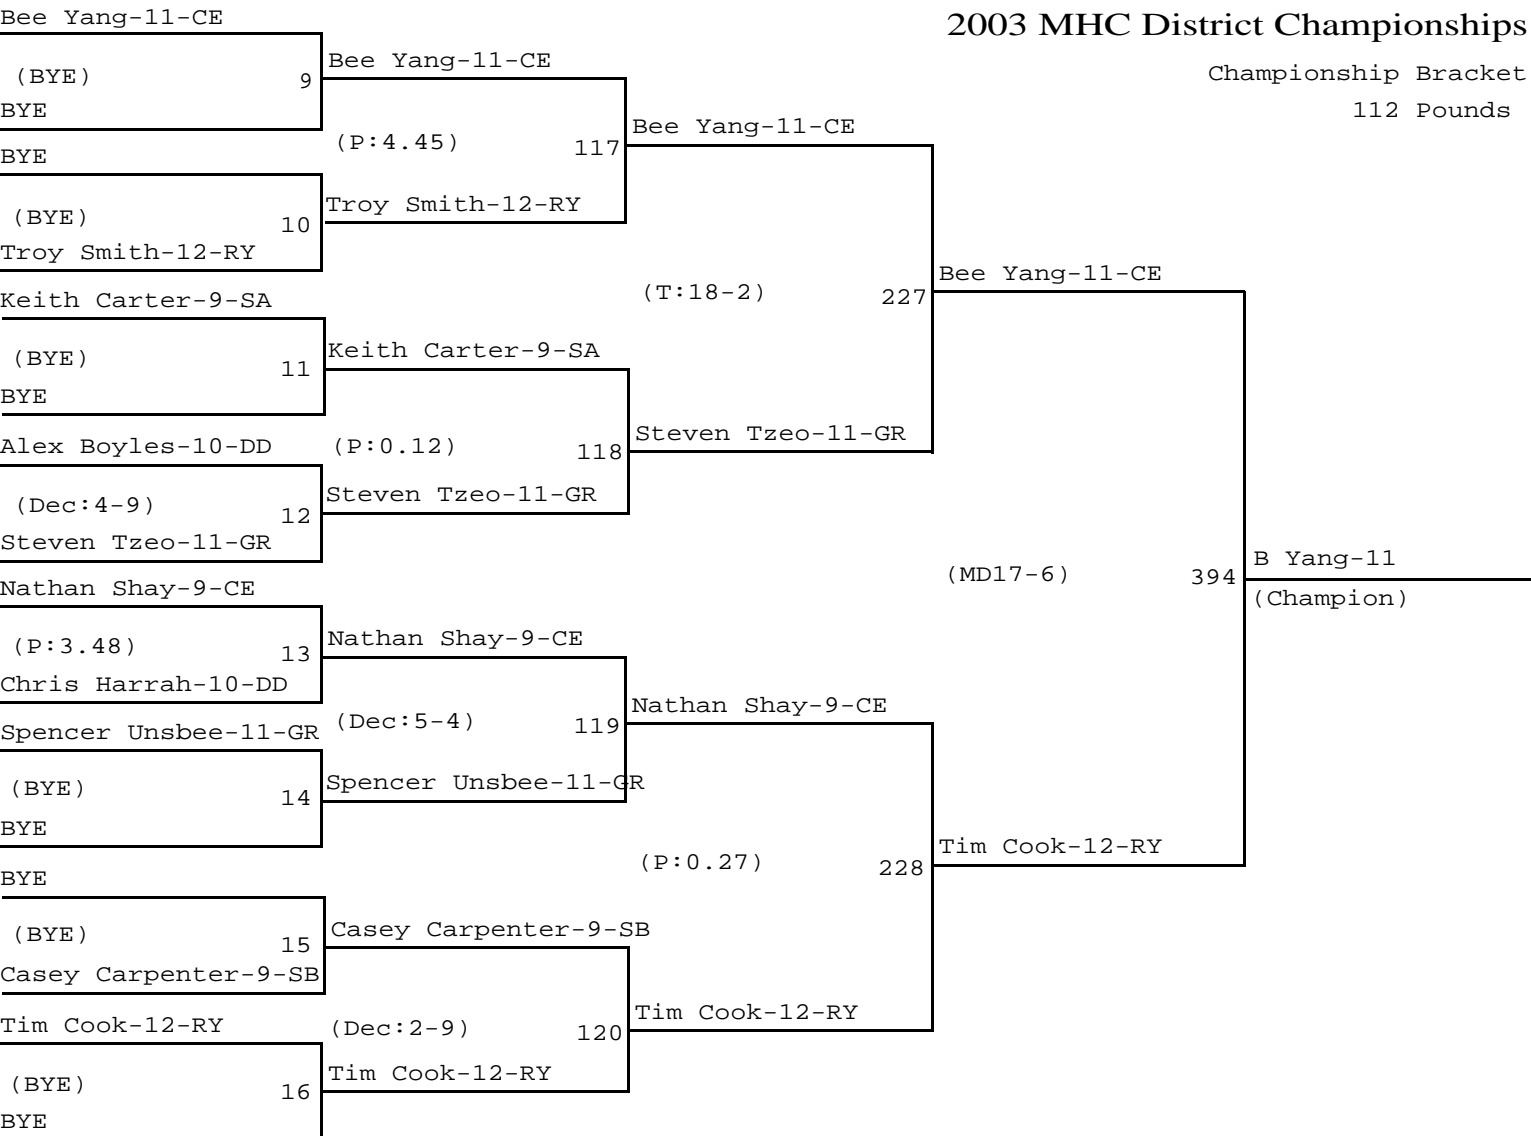 2003 MHC District Championships
Championship Bracket
112 Pounds
Bee Yang-11-CE
(BYE)
9
BYE
BYE
(BYE)
10
Troy Smith-12-RY
Keith Carter-9-SA
(BYE)
11
BYE
Alex Boyles-10-DD
(Dec:4-9)
12
Steven Tzeo-11-GR
Nathan Shay-9-CE
(P:3.48)
13
Chris Harrah-10-DD
Spencer Unsbee-11-GR
(BYE)
14
BYE
BYE
(BYE)
15
Casey Carpenter-9-SB
Tim Cook-12-RY
(BYE)
16
BYE
Bee Yang-11-CE
(P:4.45)
117
Troy Smith-12-RY
Keith Carter-9-SA
(P:0.12)
118
Steven Tzeo-11-GR
Nathan Shay-9-CE
(Dec:5-4)
119
Spencer Unsbee-11-GR
Casey Carpenter-9-SB
(Dec:2-9)
120
Tim Cook-12-RY
Bee Yang-11-CE
(T:18-2)
227
Steven Tzeo-11-GR
Nathan Shay-9-CE
(P:0.27)
228
Tim Cook-12-RY
Bee Yang-11-CE
(MD17-6)
394
Tim Cook-12-RY
B Yang-11
(Champion)